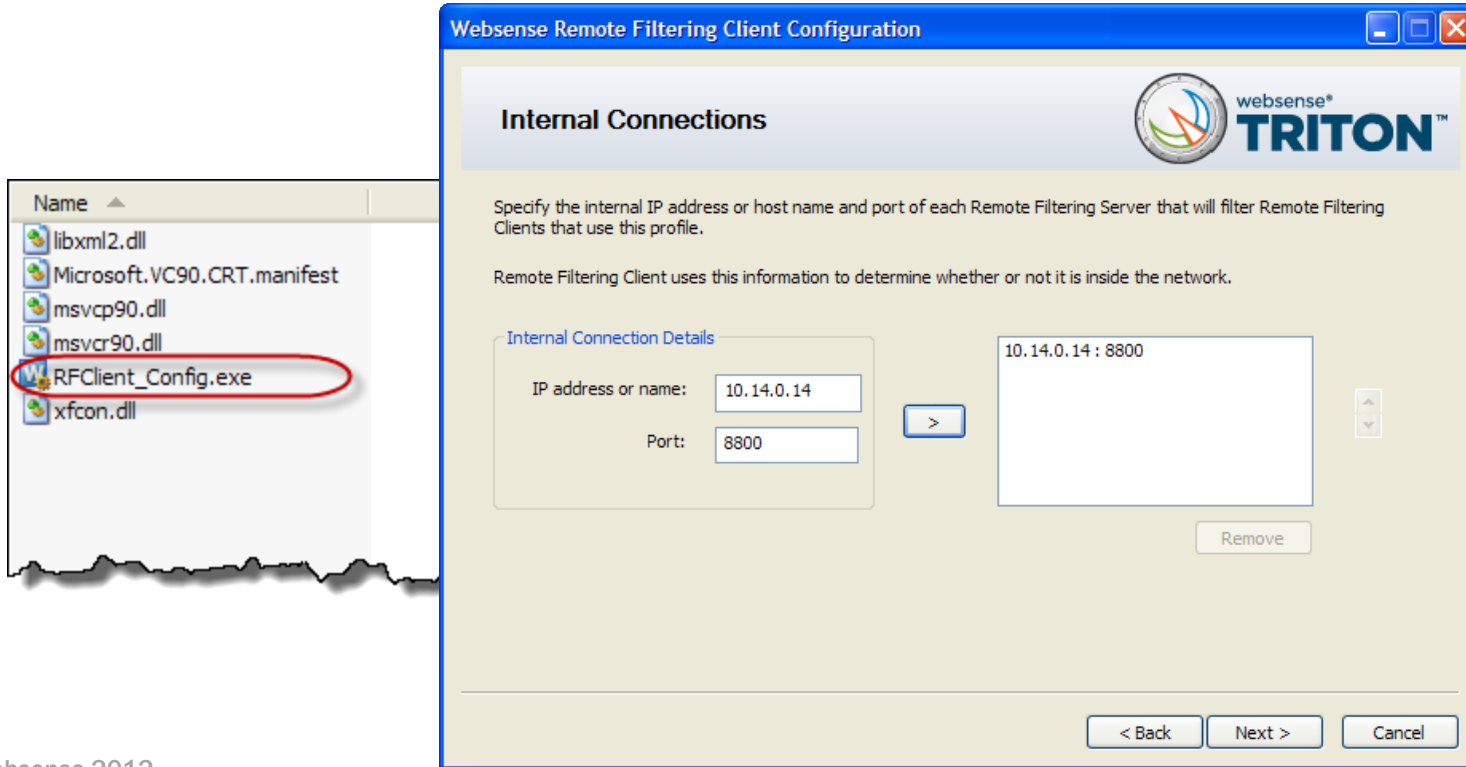 Name
libxml2.dll
Microsoft.VC90.CRT.manifest
msvcp90.dll
msvcr90.dll
RFClient_Config.exe
xfcon.dll
Websense Remote Filtering Client Configuration
Internal Connections
websense®
TRITON™
Specify the internal IP address or host name and port of each Remote Filtering Server that will filter Remote Filtering
Clients that use this profile.
Remote Filtering Client uses this information to determine whether or not it is inside the network.
Internal Connection Details
IP address or name: 10.14.0.14
Port: 8800
>
10.14.0.14 : 8800
Remove
< Back Next > Cancel